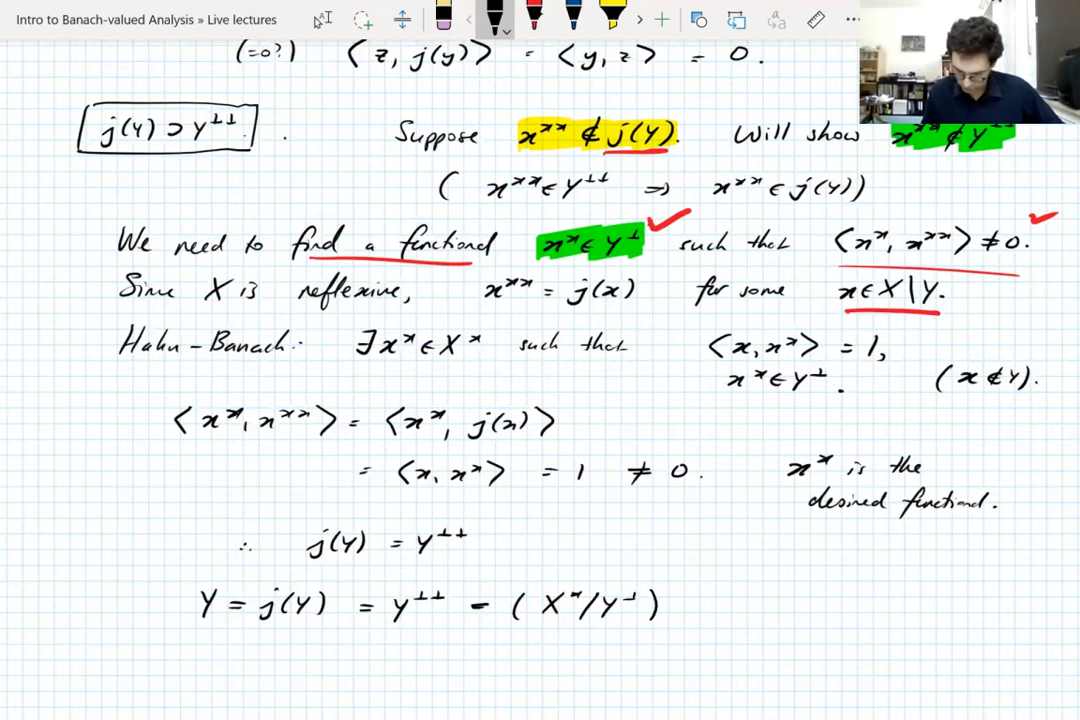 Intro to Banach-valued Analysis » Live lectures
(=0?) ⟨z, j(y)⟩ = ⟨y, z⟩ = 0.
j(Y) ⊃ Y^⊥⊥. Suppose x** ∉ j(Y). Will show x** ∉ Y^⊥⊥
( x** ∈ Y^⊥⊥ ⇒ x** ∈ j(Y))
We need to find a functional x* ∈ Y^⊥ ✓ such that ⟨x*, x**⟩ ≠ 0. ✓
Since X is reflexive, x** = j(x) for some x ∈ X\Y.
Hahn-Banach: ∃x* ∈ X* such that ⟨x, x*⟩ = 1,
x* ∈ Y^⊥. (x ∉ Y).
⟨x*, x**⟩ = ⟨x*, j(x)⟩
= ⟨x, x*⟩ = 1 ≠ 0. x* is the
desired functional.
∴ j(Y) = Y^⊥⊥
Y = j(Y) = Y^⊥⊥ - ( X*/Y^⊥ )